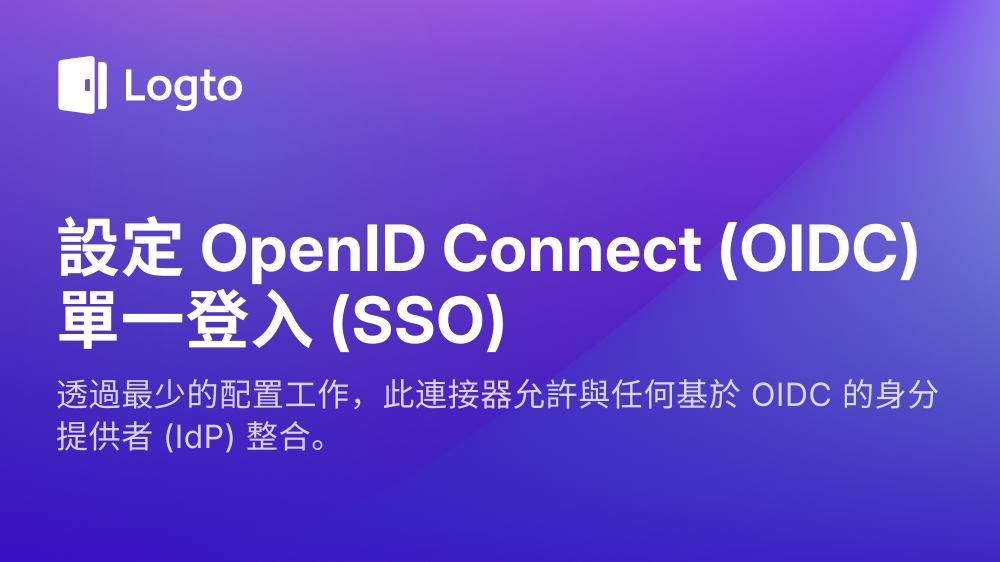 Logto
設定 OpenID Connect (OIDC)
單一登入 (SSO)
透過最少的配置工作，此連接器允許與任何基於 OIDC 的身分
提供者 (IdP) 整合。